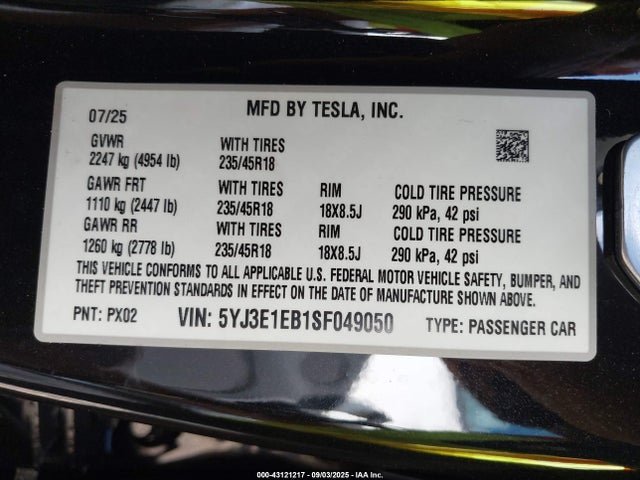 07/25 MFD BY TESLA, INC.
GVWR WITH TIRES
2247 kg (4954 lb) 235/45R18
GAWR FRT WITH TIRES RIM COLD TIRE PRESSURE
1110 kg (2447 lb) 235/45R18 18X8.5J 290 kPa, 42 psi
GAWR RR WITH TIRES RIM COLD TIRE PRESSURE
1260 kg (2778 lb) 235/45R18 18X8.5J 290 kPa, 42 psi
THIS VEHICLE CONFORMS TO ALL APPLICABLE U.S. FEDERAL MOTOR VEHICLE SAFETY, BUMPER, AND
THEFT PREVENTION STANDARDS IN EFFECT ON THE DATE OF MANUFACTURE SHOWN ABOVE.
PNT: PX02 VIN: 5YJ3E1EB1SF049050 TYPE: PASSENGER CAR
000-43121217 - 09/03/2025 - IAA Inc.